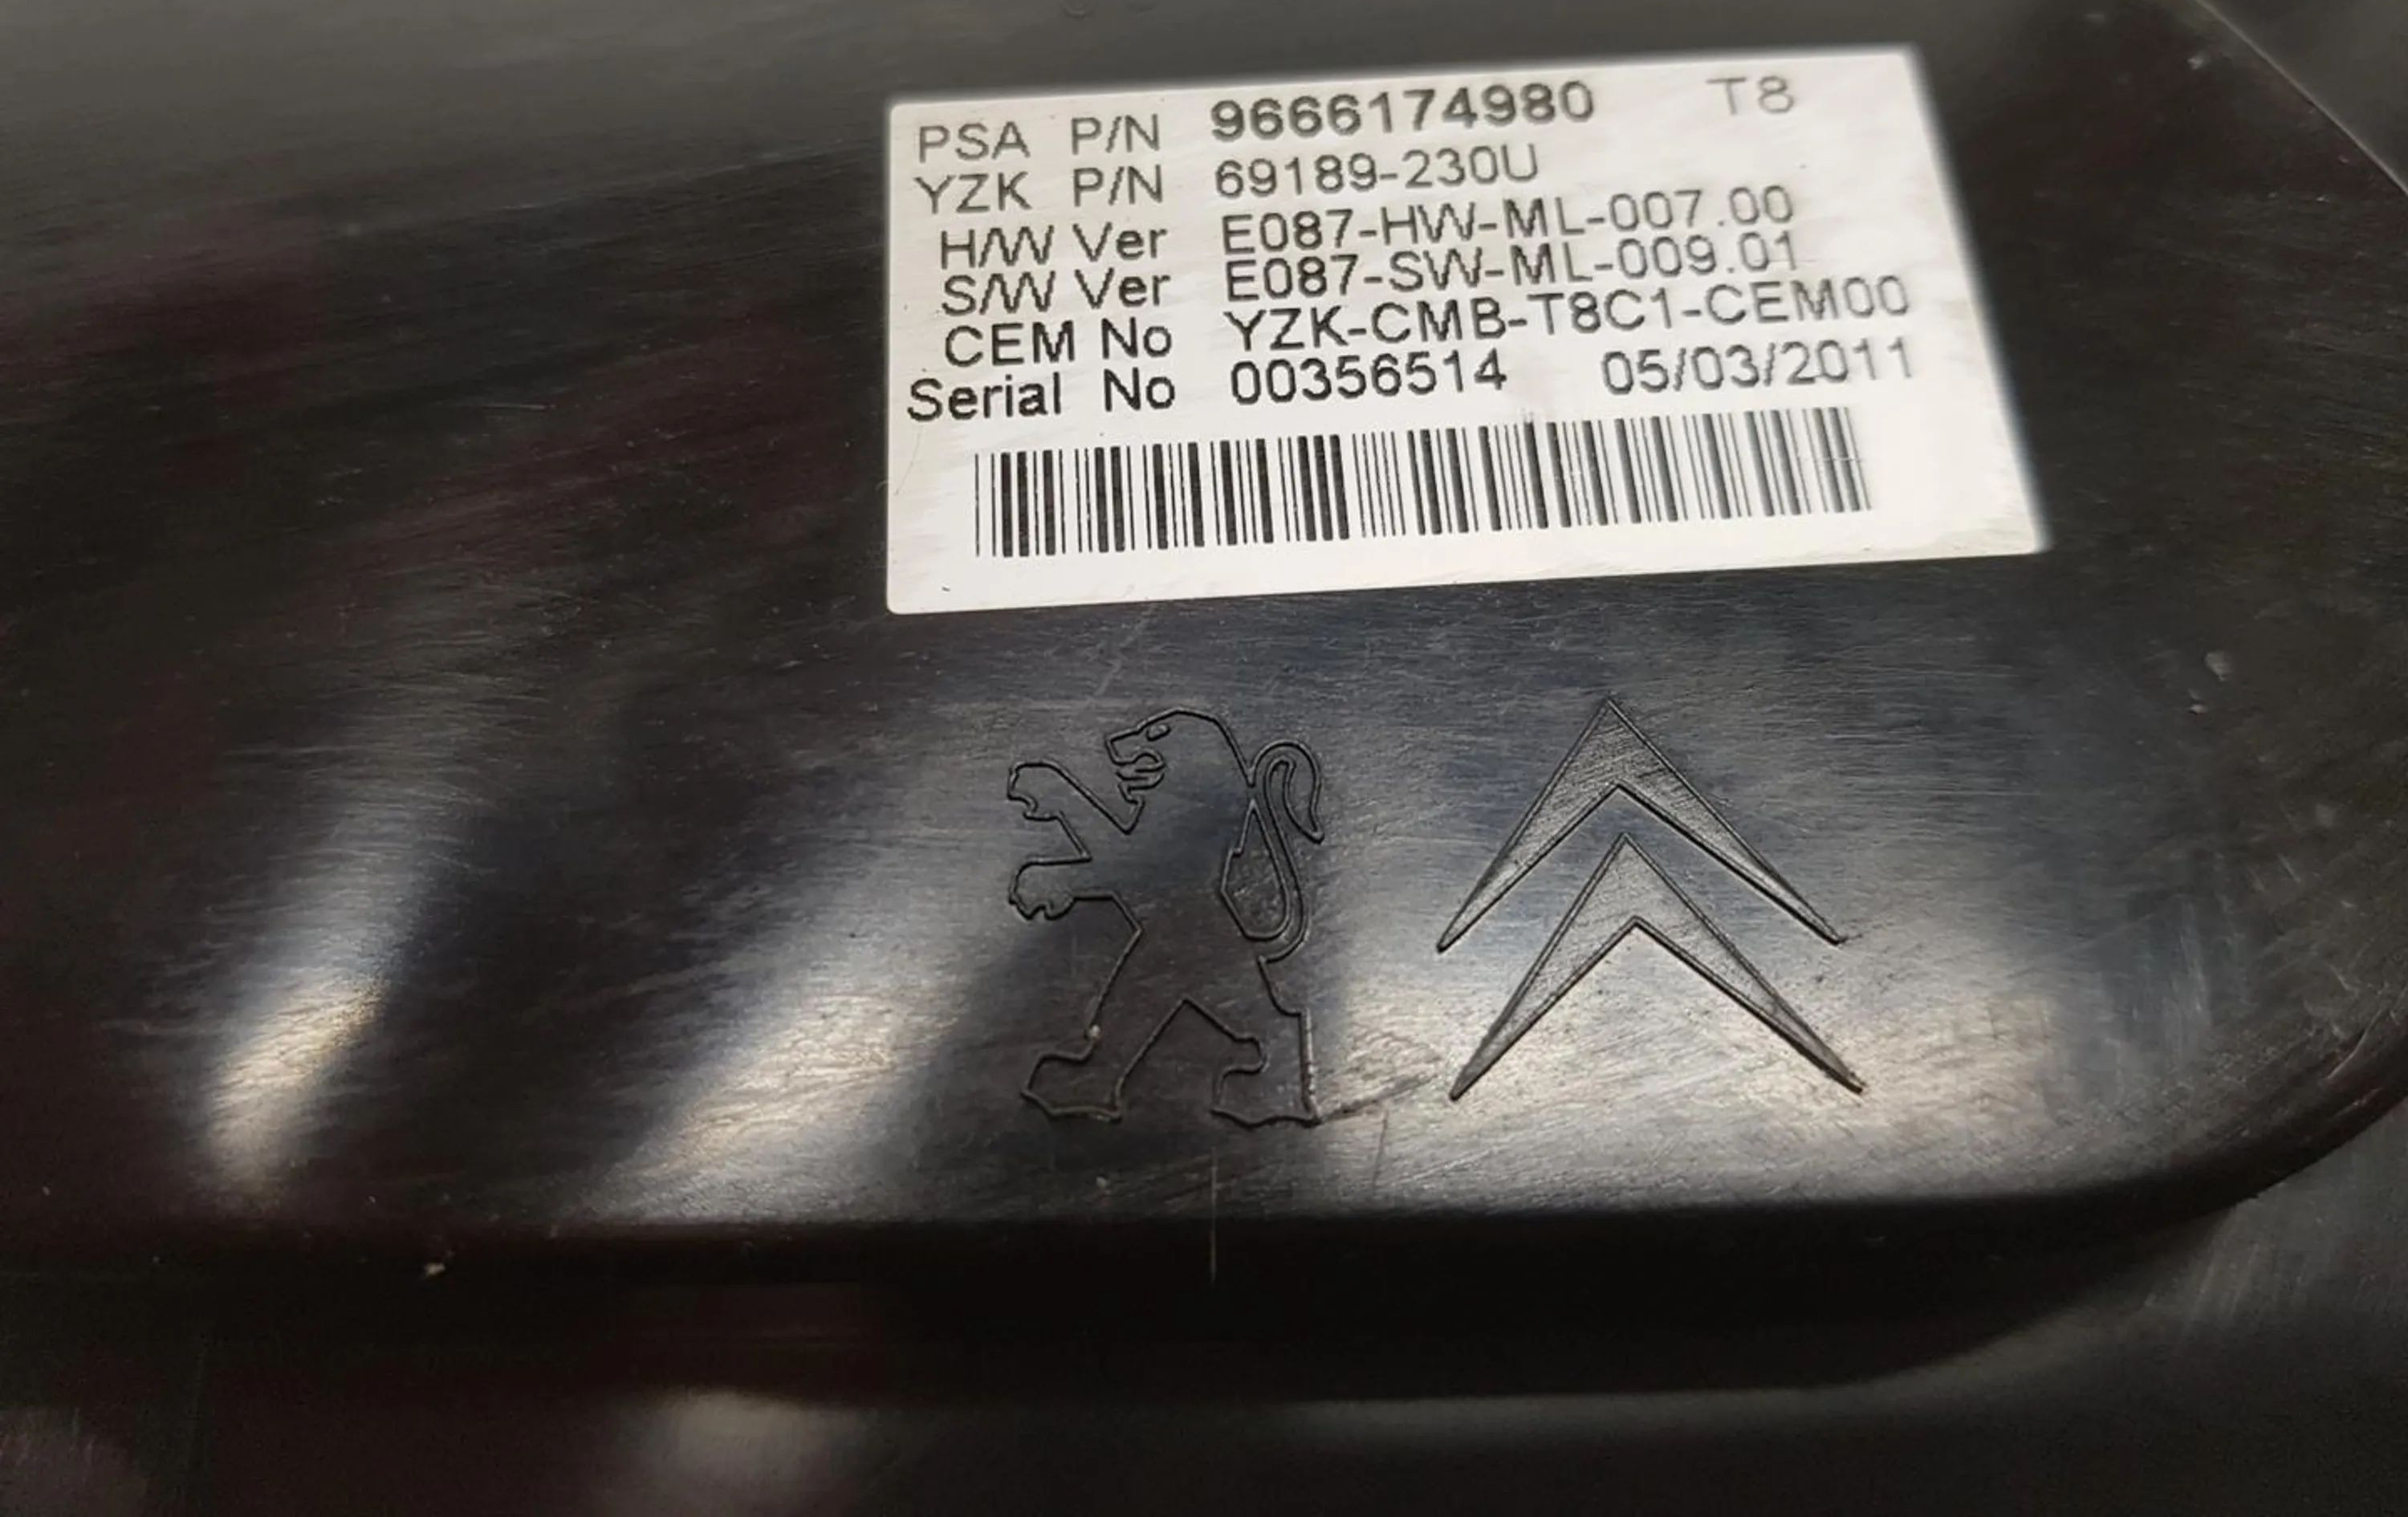 PSA P/N 9666174980 T8
YZK P/N 69189-230U
H/W Ver E087-HW-ML-007.00
S/W Ver E087-SW-ML-009.01
CEM No YZK-CMB-T8C1-CEM00
Serial No 00356514 05/03/2011